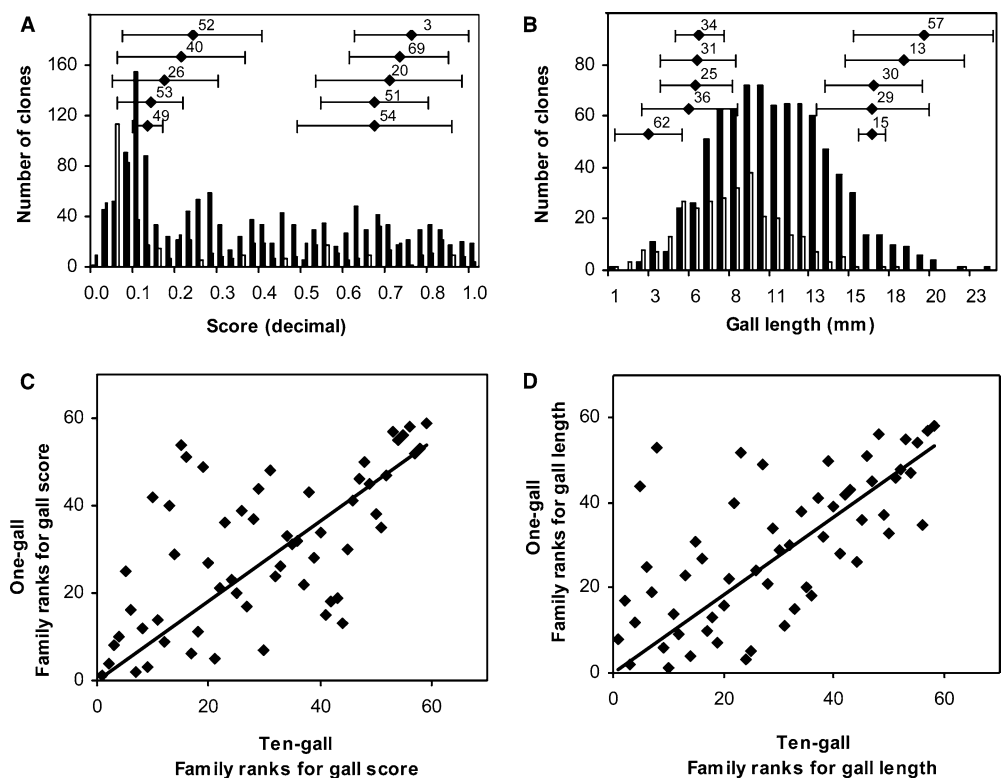 A
Number of clones
160
120
80
40
0
52
40
26
53
49
3
69
20
51
54
0.0 0.1 0.2 0.3 0.4 0.5 0.6 0.7 0.8 1.0
Score (decimal)
B
Number of clones
80
60
40
20
0
34
31
25
36
62
57
13
30
29
15
1 3 6 8 11 13 15 18 20 23
Gall length (mm)
C
One-gall
Family ranks for gall score
60
40
20
0
0 20 40 60
Ten-gall
Family ranks for gall score
D
One-gall
Family ranks for gall length
60
40
20
0
0 20 40 60
Ten-gall
Family ranks for gall length